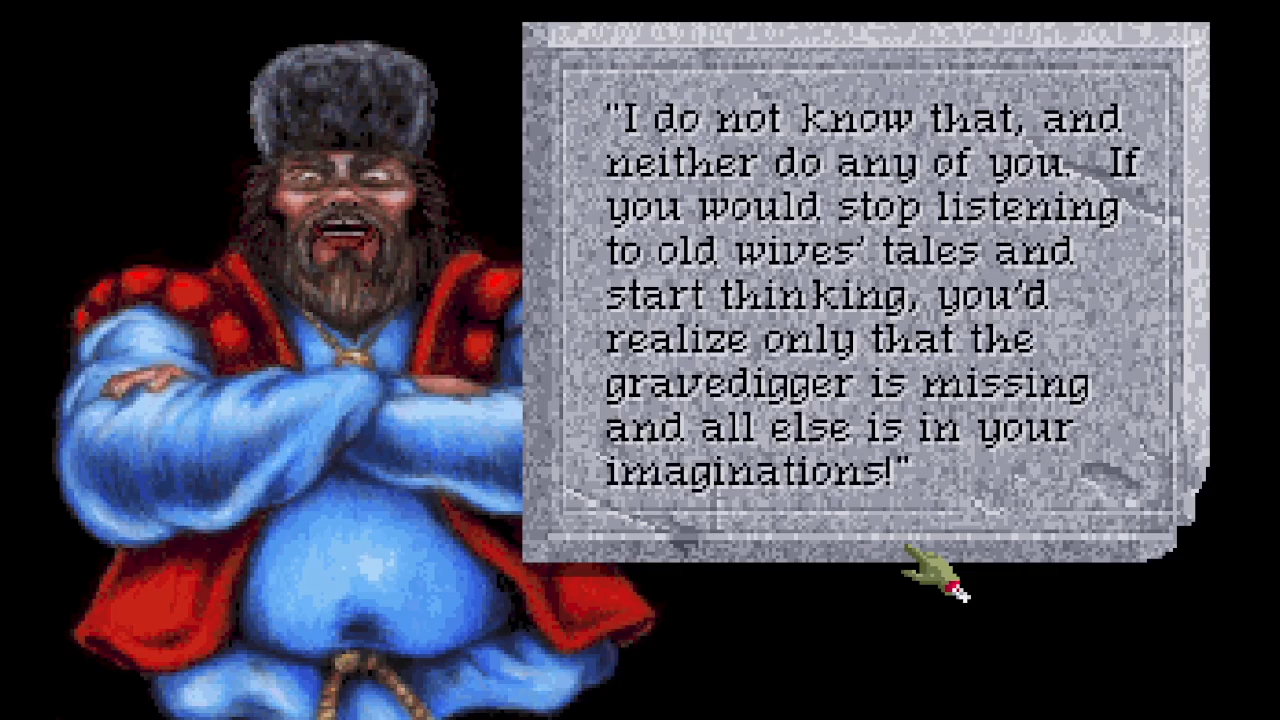 "I do not know that, and
neither do any of you.  If
you would stop listening
to old wives' tales and
start thinking, you'd
realize only that the
gravedigger is missing
and all else is in your
imaginations!"